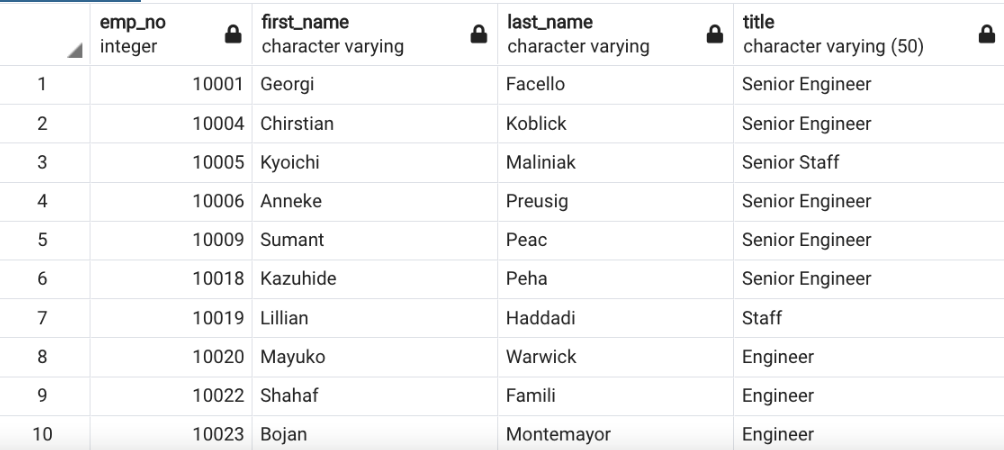 emp_no first_name last_name title
integer character varying character varying character varying (50)
1 10001 Georgi Facello Senior Engineer
2 10004 Chirstian Koblick Senior Engineer
3 10005 Kyoichi Maliniak Senior Staff
4 10006 Anneke Preusig Senior Engineer
5 10009 Sumant Peac Senior Engineer
6 10018 Kazuhide Peha Senior Engineer
7 10019 Lillian Haddadi Staff
8 10020 Mayuko Warwick Engineer
9 10022 Shahaf Famili Engineer
10 10023 Bojan Montemayor Engineer